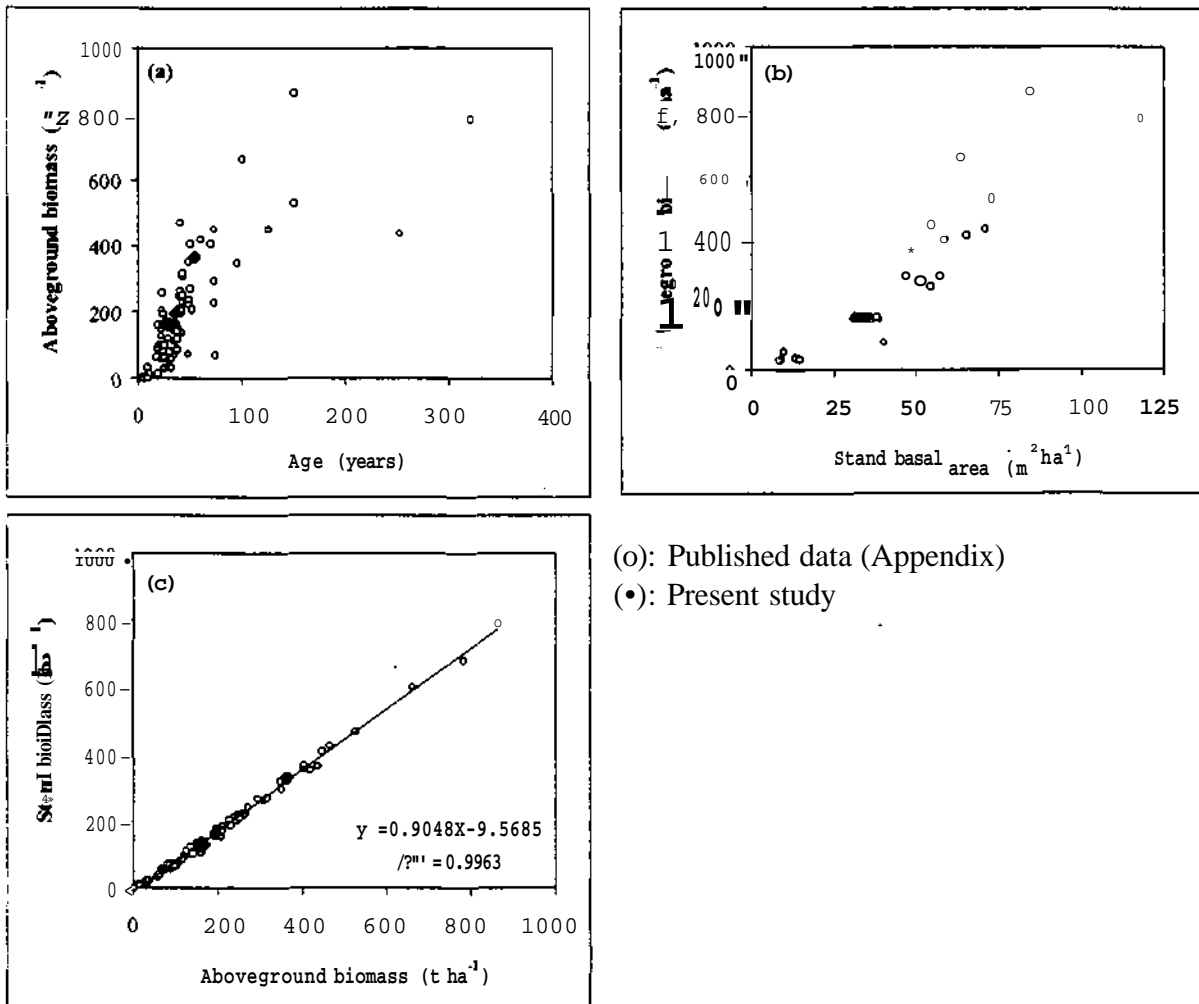 (a)
1000
800
600
400
200
0
Aboveground biomass (
0 100 200 300 400
Age (years)
(b)
1000
800
600
400
200
0
0 25 50 75 100 125
Stand basal area (m² ha¹)
(c)
1000
800
600
400
200
0
y =0.9048X-9.5685
= 0.9963
0 200 400 600 800 1000
Aboveground biomass (t ha⁻¹)
(o): Published data (Appendix)
(•): Present study